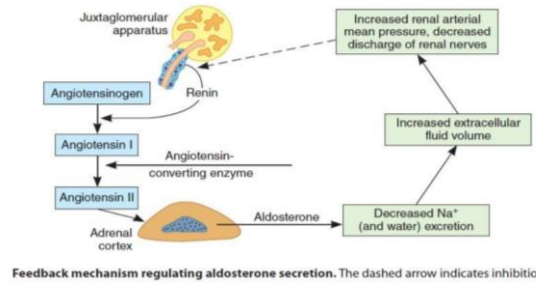 Juxtaglomerular
apparatus
Increased renal arterial
mean pressure, decreased
discharge of renal nerves
Angiotensinogen
Renin
Increased extracellular
fluid volume
Angiotensin I
Angiotensin-
converting enzyme
Angiotensin II
Aldosterone
Decreased Na+
(and water) excretion
Adrenal
cortex
Feedback mechanism regulating aldosterone secretion. The dashed arrow indicates inhibitio